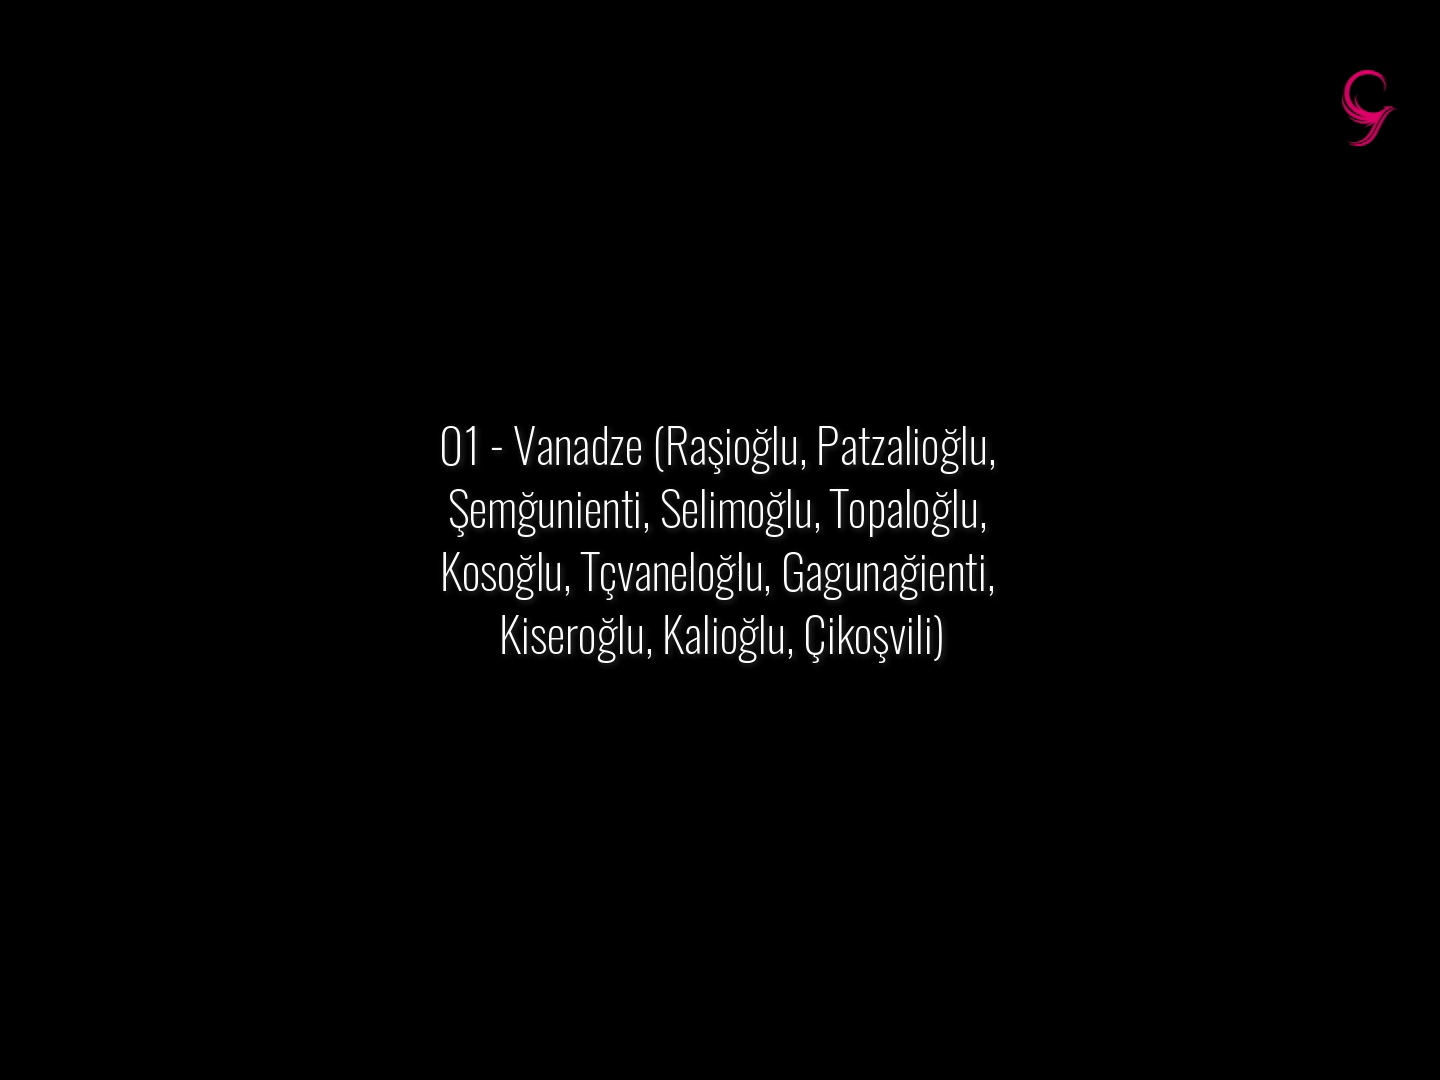 01 - Vanadze (Raşioğlu, Patzalioğlu,
Şemğunienti, Selimoğlu, Topaloğlu,
Kosoğlu, Tçvaneloğlu, Gagunağienti,
Kiseroğlu, Kalioğlu, Çikoşvili)